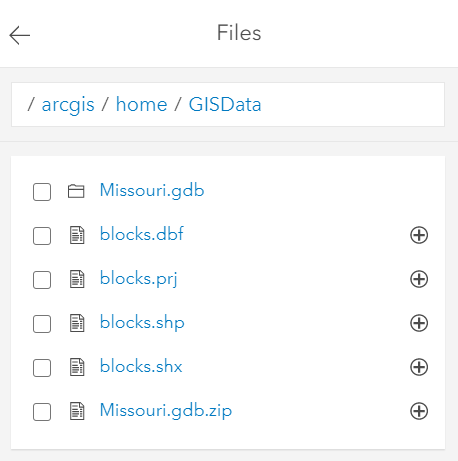 Files
/ arcgis / home / GISData
Missouri.gdb
blocks.dbf
blocks.prj
blocks.shp
blocks.shx
Missouri.gdb.zip